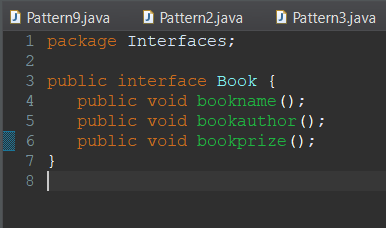 Pattern9.java Pattern2.java Pattern3.java
1 package Interfaces;
2
3 public interface Book {
4 public void bookname();
5 public void bookauthor();
6 public void bookprize();
7 }
8